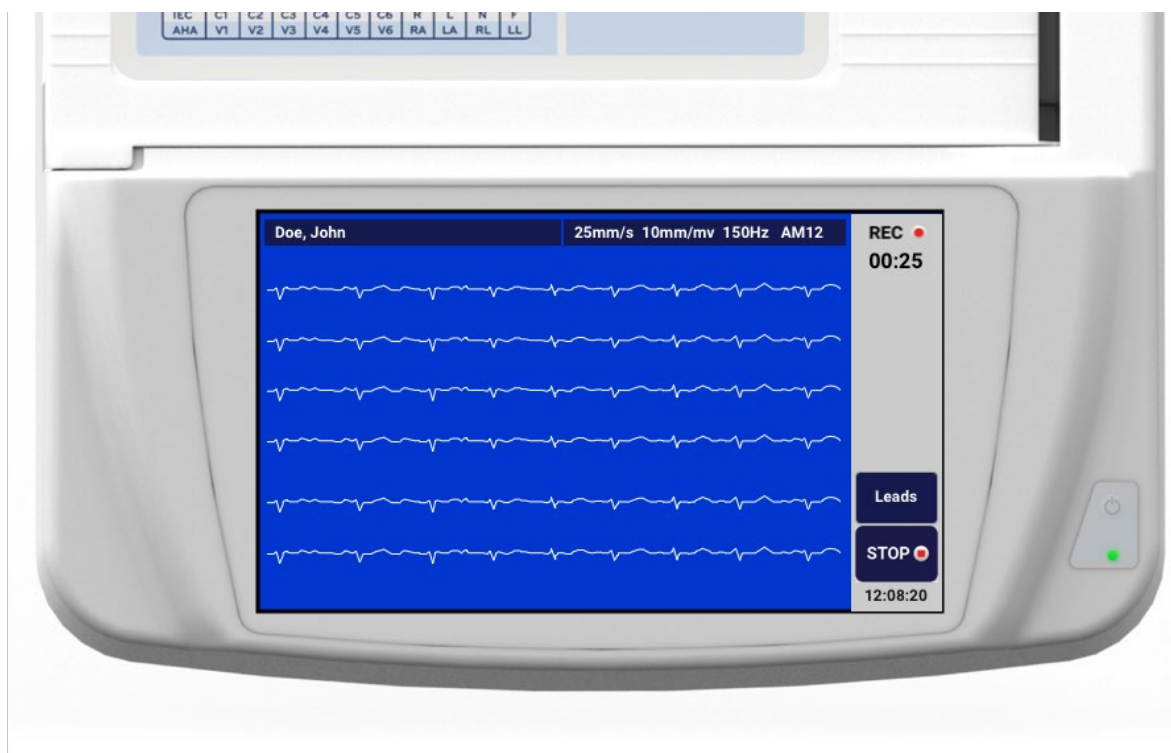 IEC C1 C2 C3 C4 C5 C6 R L N F
AHA V1 V2 V3 V4 V5 V6 RA LA RL LL
Doe, John 25mm/s 10mm/mv 150Hz AM12 REC
00:25
Leads
STOP
12:08:20